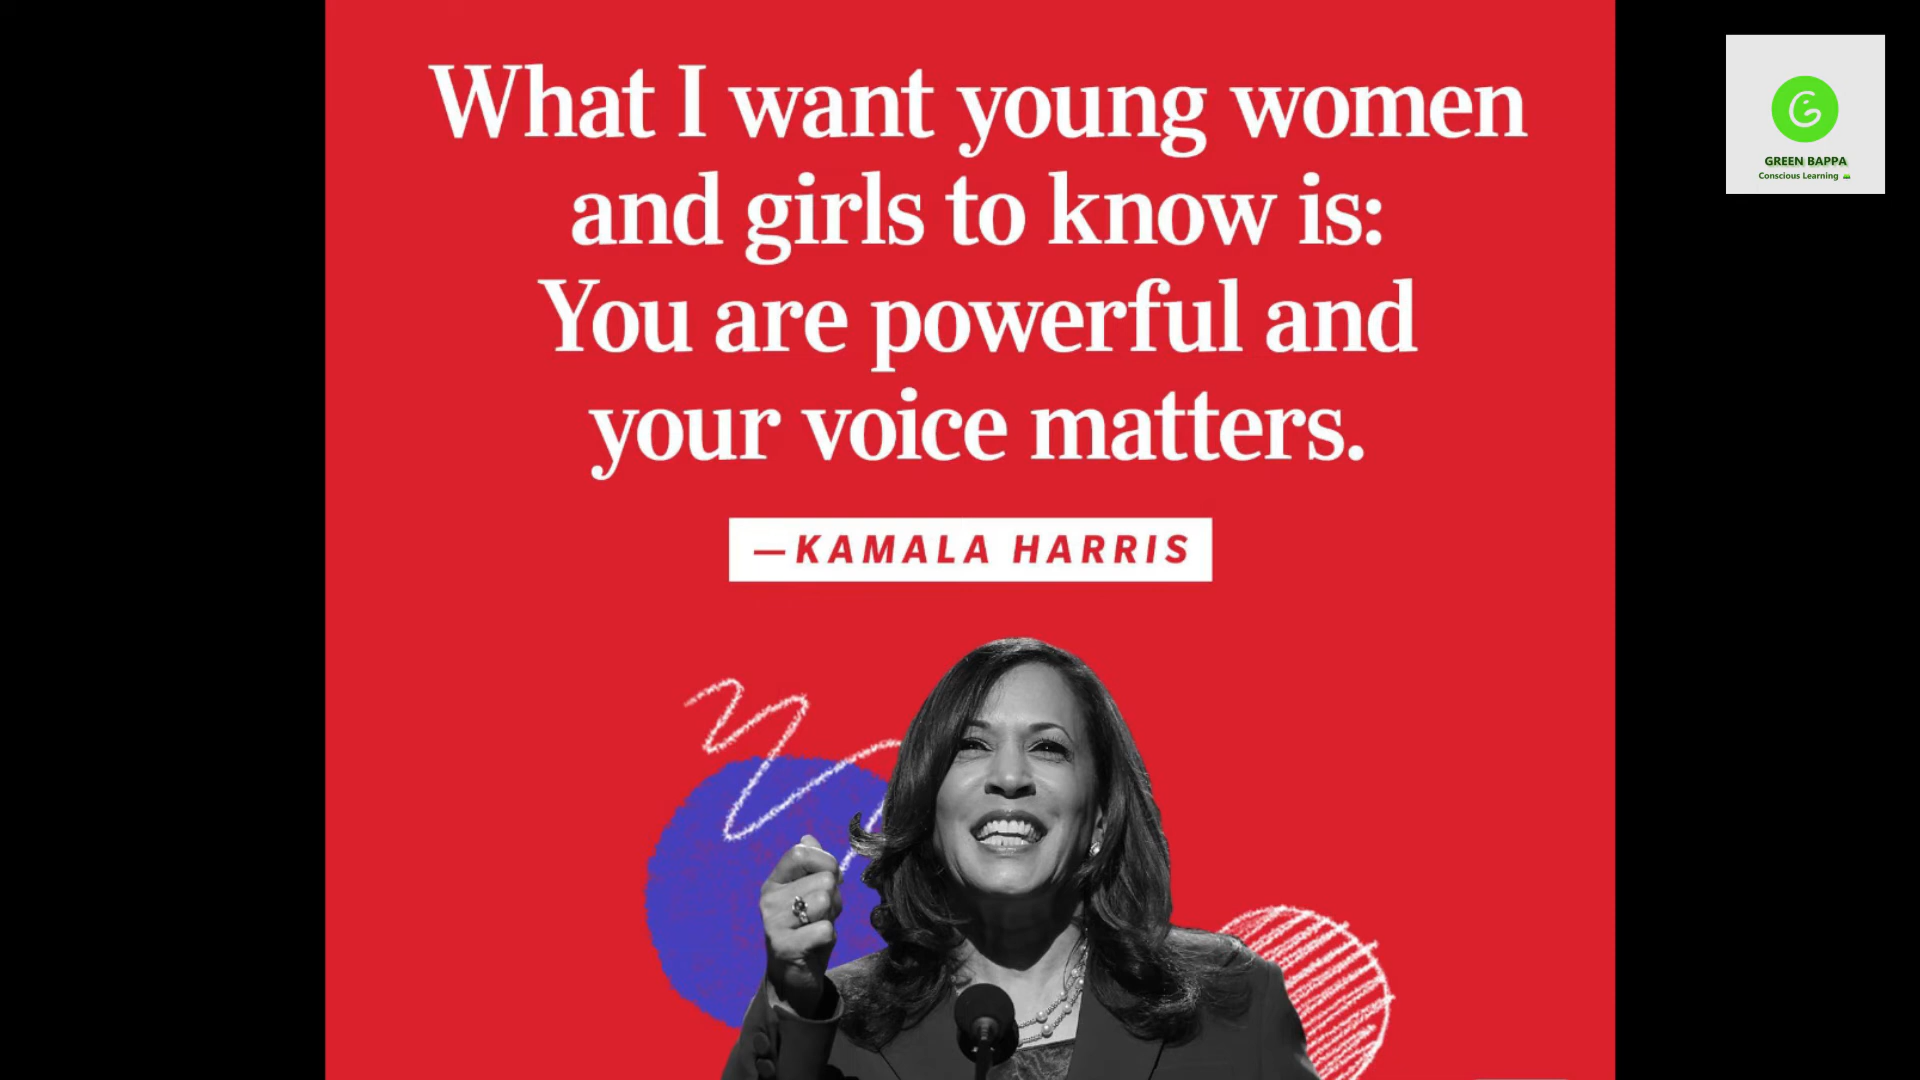 What I want young women
and girls to know is:
You are powerful and
your voice matters.
—KAMALA HARRIS
GREEN BAPPA
Conscious Learning